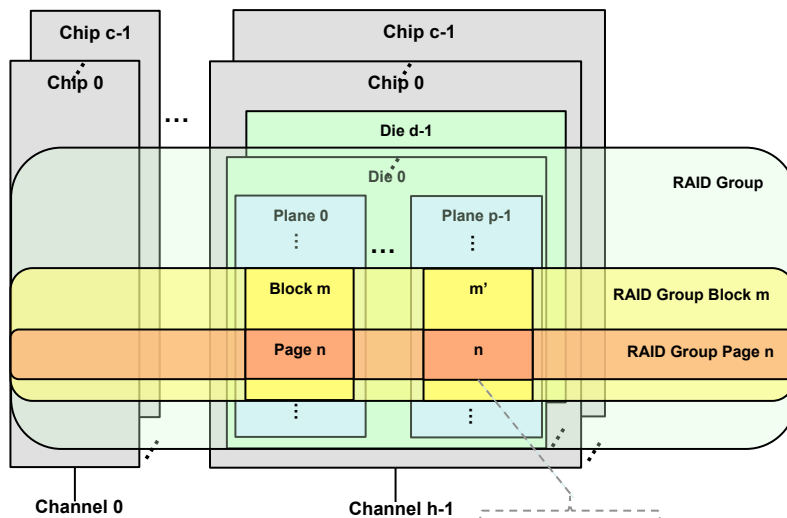 Chip c-1
Chip c-1
Chip 0
Chip 0
...
Die d-1
Die 0
RAID Group
Plane 0
Plane p-1
...
Block m
m'
RAID Group Block m
Page n
n
RAID Group Page n
Channel 0
Channel h-1